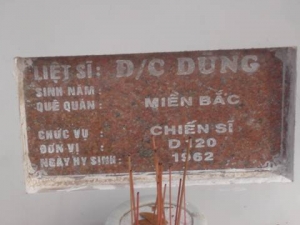 LIỆT SĨ : Đ/C DŨNG
SINH NĂM :
QUÊ QUÁN : MIỀN BẮC
CHỨC VỤ : CHIẾN SĨ
ĐƠN VỊ : D 120
NGÀY HY SINH : 1962